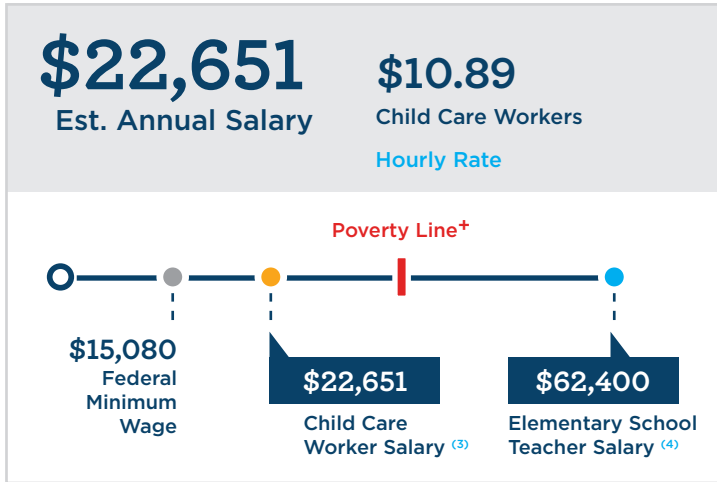 $22,651
Est. Annual Salary
$10.89
Child Care Workers
Hourly Rate
Poverty Line+
$15,080
Federal
Minimum
Wage
$22,651
Child Care
Worker Salary (3)
$62,400
Elementary School
Teacher Salary (4)